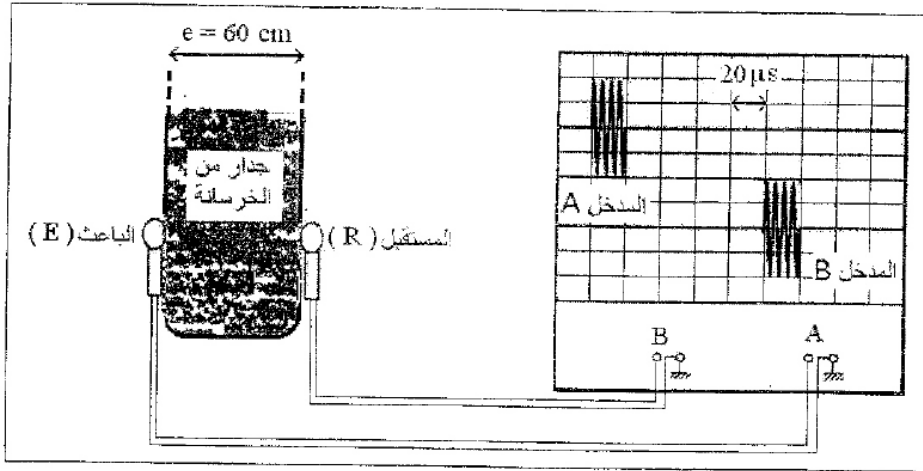 e = 60 cm
20 µs
جدار من
الخرسانة
المدخل A
الباعث (E)
المستقبل (R)
المدخل B
B
A